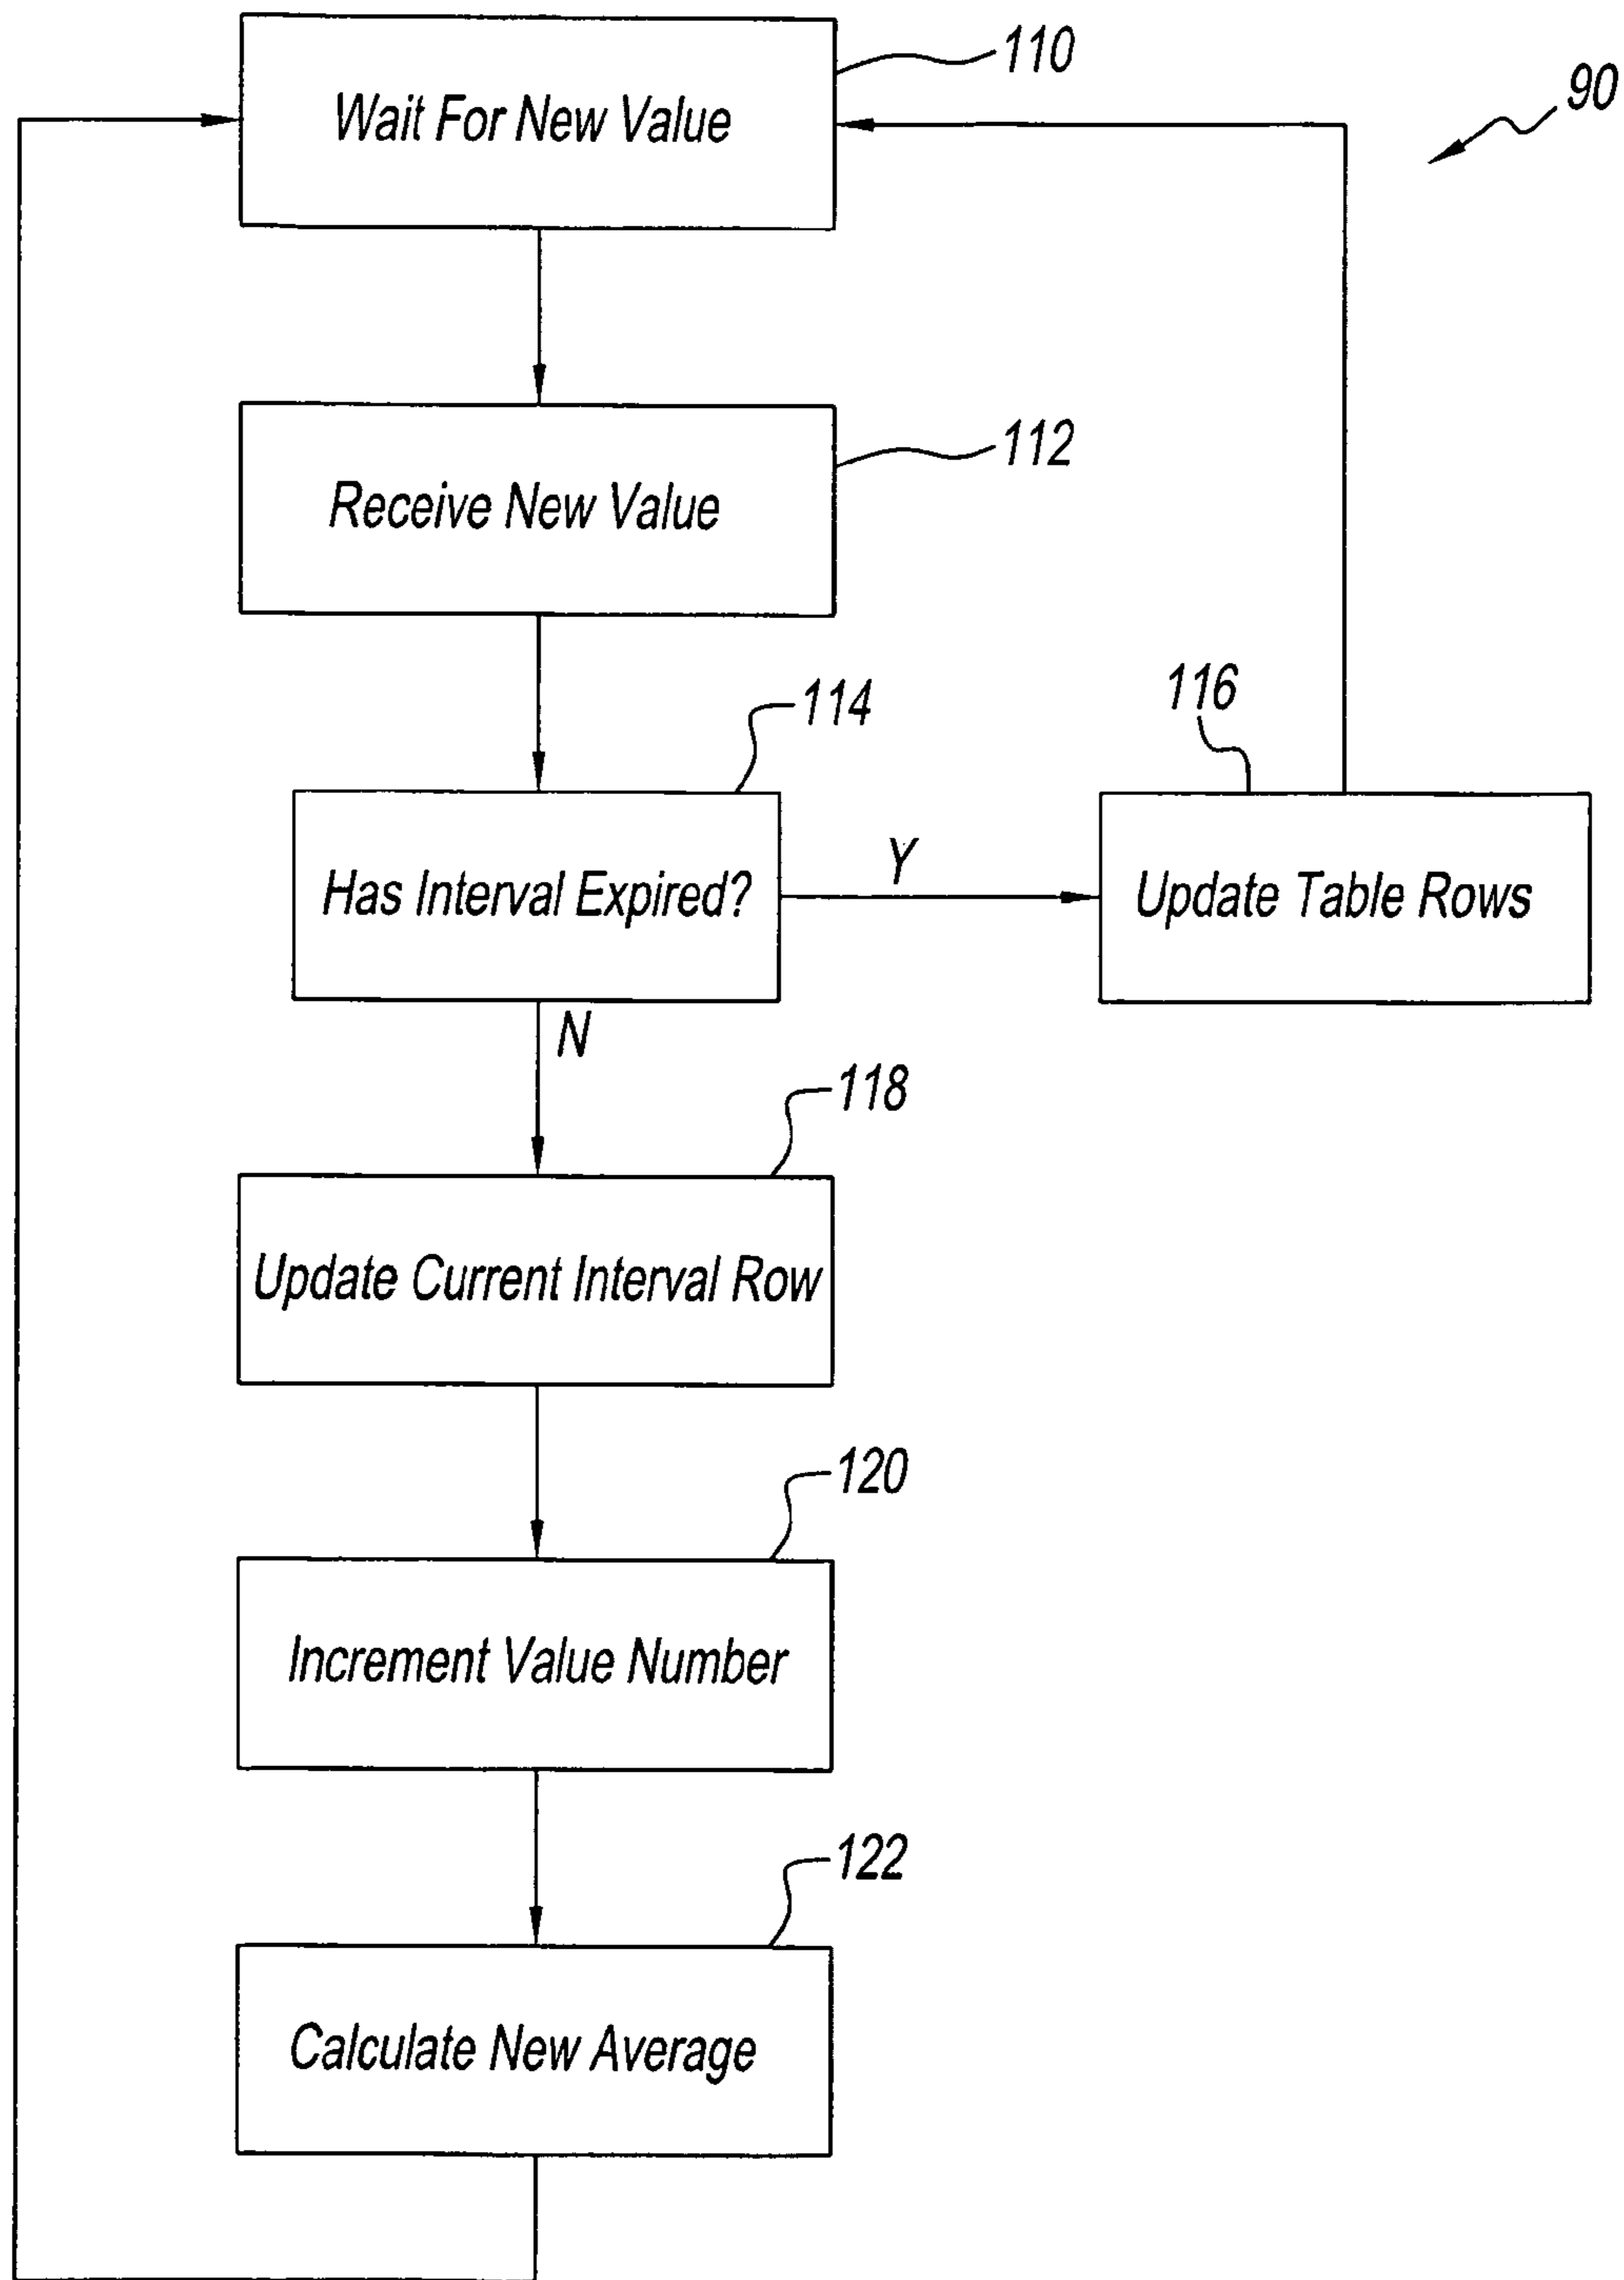 110
Wait For New Value
90
112
Receive New Value
114
116
Has Interval Expired?
Y
Update Table Rows
N
118
Update Current Interval Row
120
Increment Value Number
122
Calculate New Average